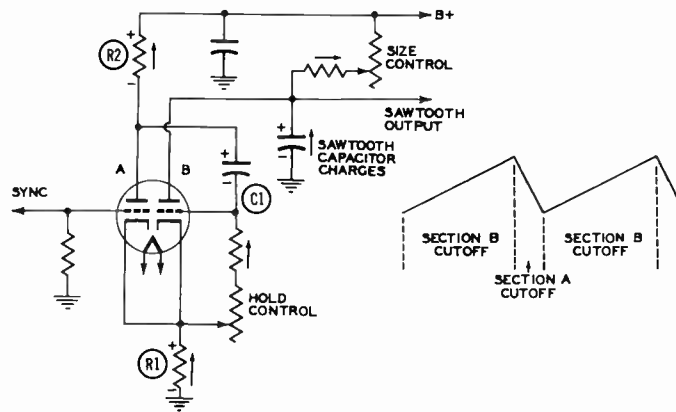 B+
R2
+
-
SIZE
CONTROL
SAWTOOTH
OUTPUT
+
-
SAWTOOTH
CAPACITOR
CHARGES
A
B
+
-
C1
SYNC
HOLD
CONTROL
R1
+
-
SECTION B
CUTOFF
SECTION A
CUTOFF
SECTION B
CUTOFF